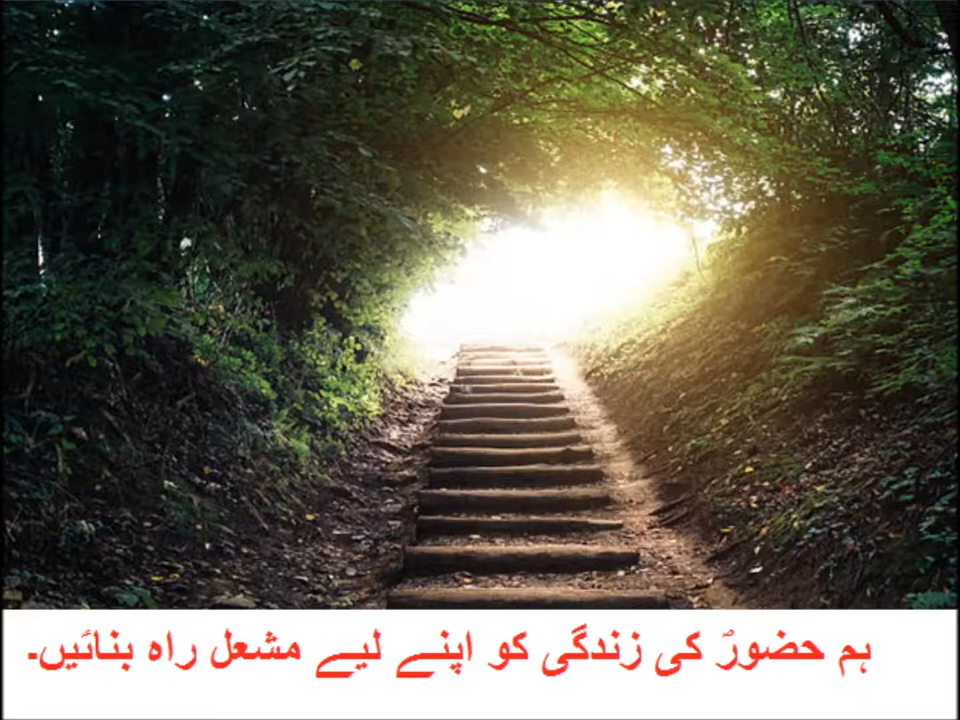 ہم حضورؐ کی زندگی کو اپنے لیے مشعل راہ بنائیں۔